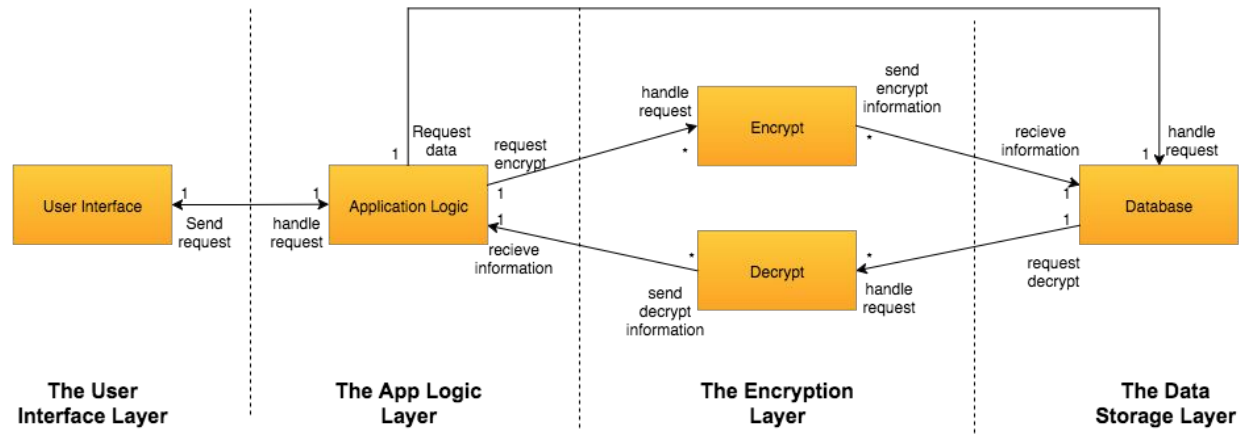 send
encrypt
information
handle
request
Encrypt
Request
data
1
request
encrypt
*
*
recieve
information
handle
request
1
User Interface
1
Send
request
1
handle
request
Application Logic
1
1
recieve
information
*
Decrypt
send
decrypt
information
*
handle
request
1
1
request
decrypt
Database
The User
Interface Layer
The App Logic
Layer
The Encryption
Layer
The Data
Storage Layer